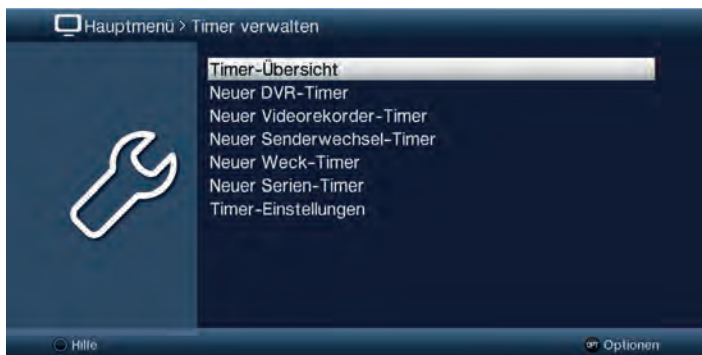 Hauptmenü > Timer verwalten
Timer-Übersicht
Neuer DVR-Timer
Neuer Videorekorder-Timer
Neuer Senderwechsel-Timer
Neuer Weck-Timer
Neuer Serien-Timer
Timer-Einstellungen
Hilfe
OPT Optionen